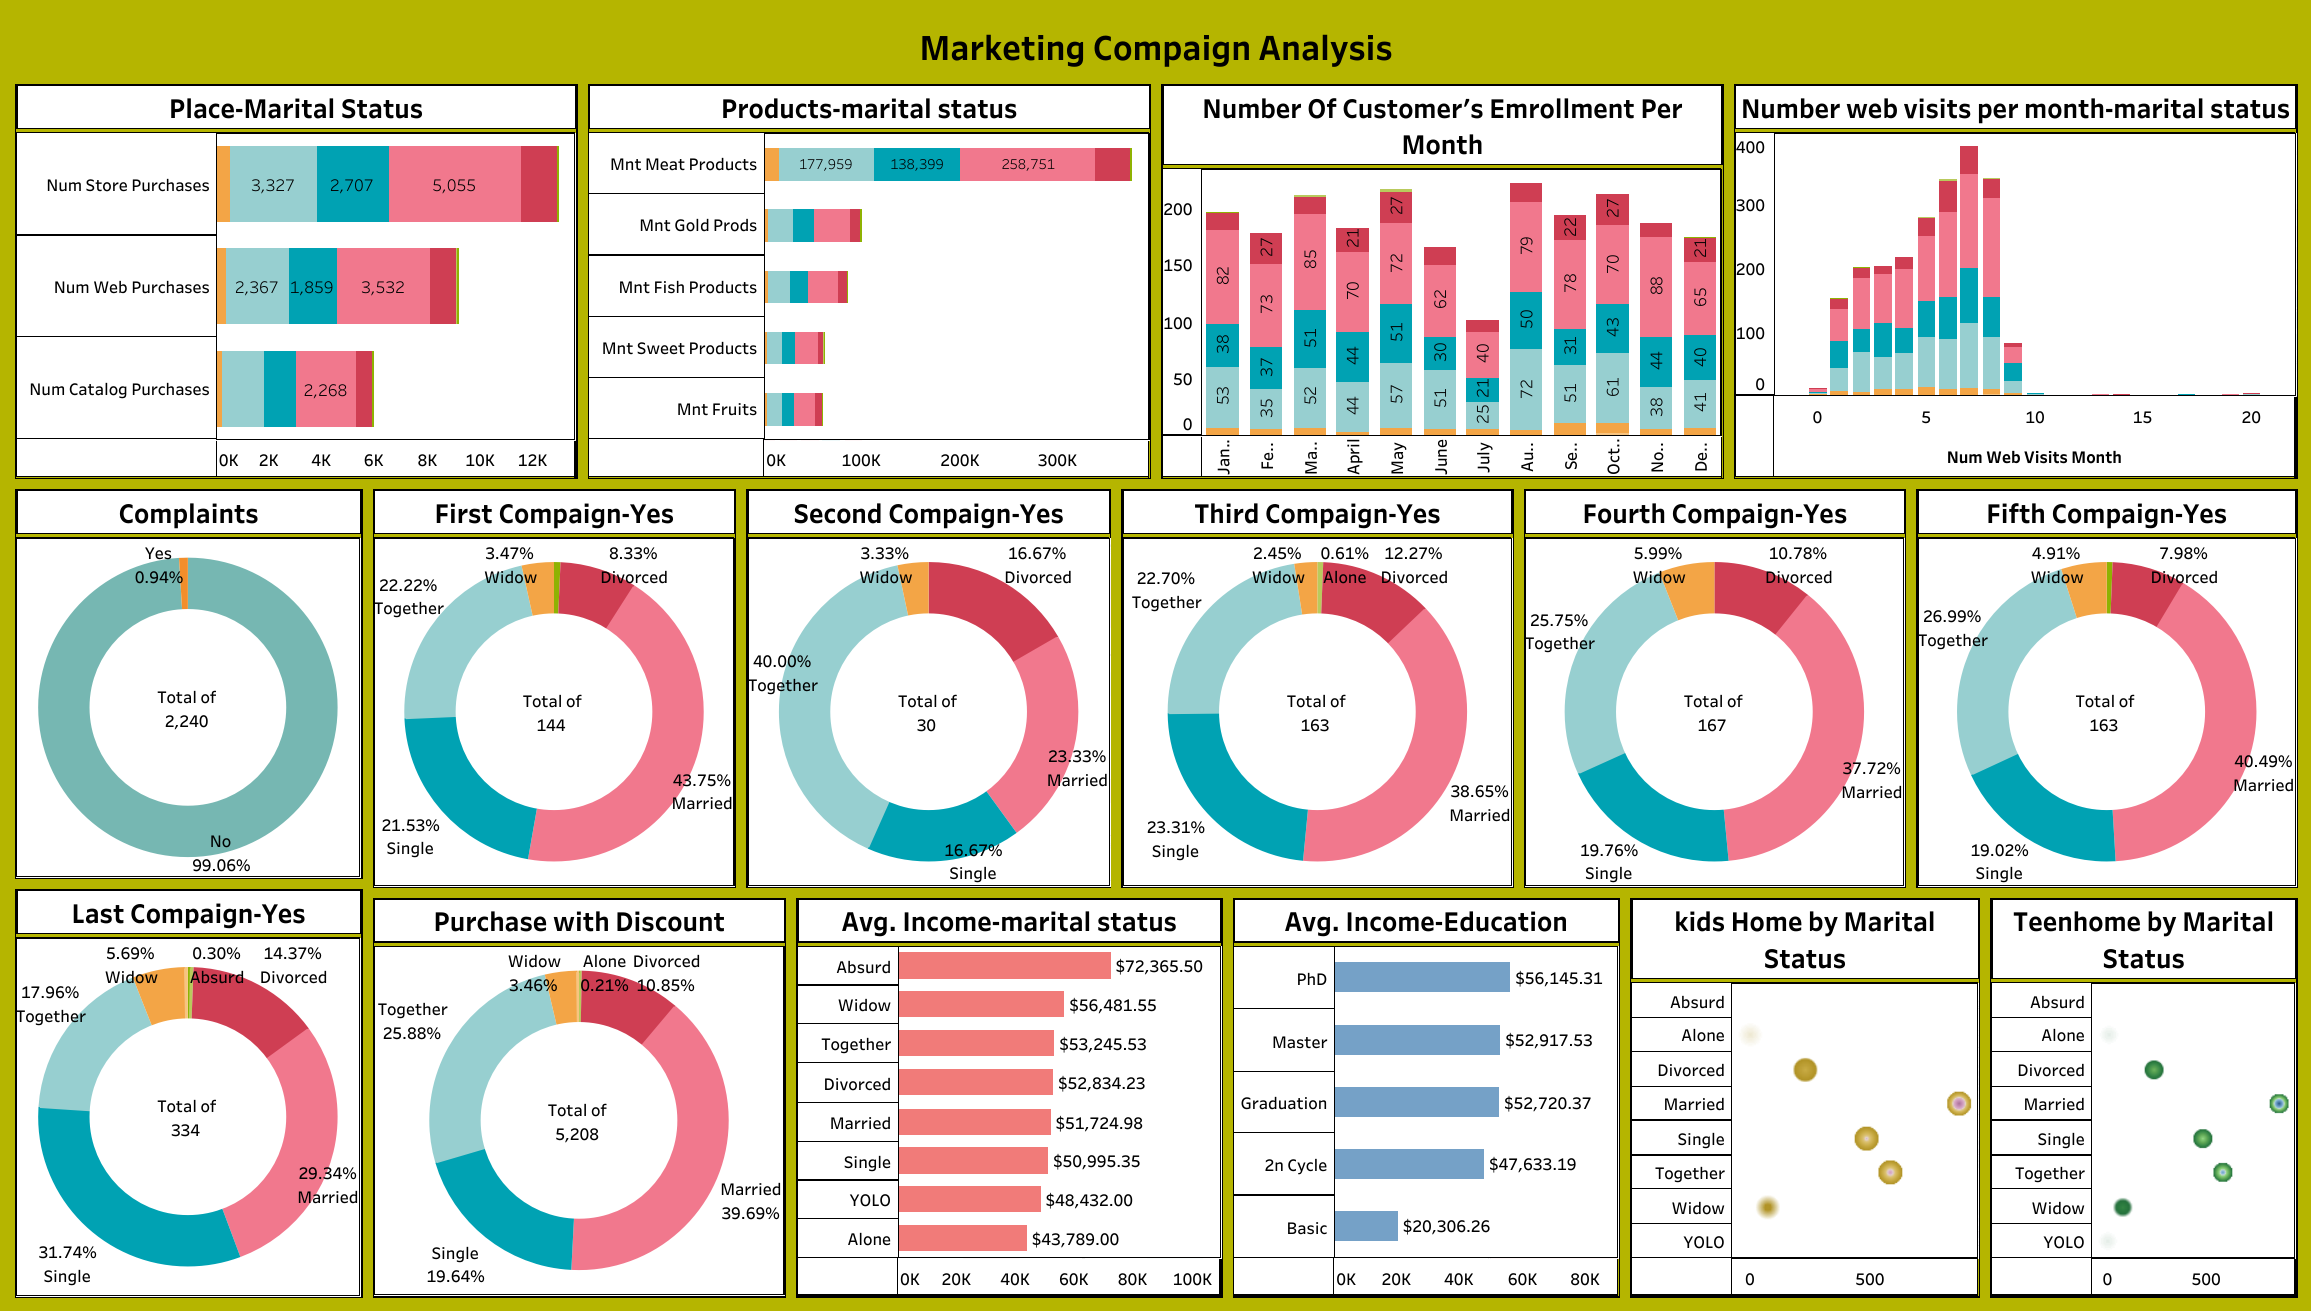 Marketing Compaign Analysis
Place-Marital Status
Num Store Purchases
3,327
2,707
5,055
Num Web Purchases
2,367
1,859
3,532
Num Catalog Purchases
2,268
0K 2K 4K 6K 8K 10K 12K
Products-marital status
Mnt Meat Products
177,959
138,399
258,751
Mnt Gold Prods
Mnt Fish Products
Mnt Sweet Products
Mnt Fruits
0K 100K 200K 300K
Number Of Customer’s Emrollment Per
Month
200
150
100
50
0
82
38
53
27
73
37
35
85
51
52
21
70
44
44
27
72
51
57
62
30
51
40
21
25
79
50
72
22
78
31
51
27
70
43
61
88
44
38
21
65
40
41
Jan.. Fe.. Ma.. April May June July Au.. Se.. Oct.. No.. De..
Number web visits per month-marital status
400
300
200
100
0
0 5 10 15 20
Num Web Visits Month
Complaints
Yes
0.94%
Total of
2,240
No
99.06%
First Compaign-Yes
3.47%
Widow
8.33%
Divorced
22.22%
Together
Total of
144
43.75%
Married
21.53%
Single
Second Compaign-Yes
3.33%
Widow
16.67%
Divorced
40.00%
Together
Total of
30
23.33%
Married
16.67%
Single
Third Compaign-Yes
2.45%
Widow
0.61%
Alone
12.27%
Divorced
22.70%
Together
Total of
163
38.65%
Married
23.31%
Single
Fourth Compaign-Yes
5.99%
Widow
10.78%
Divorced
25.75%
Together
Total of
167
37.72%
Married
19.76%
Single
Fifth Compaign-Yes
4.91%
Widow
7.98%
Divorced
26.99%
Together
Total of
163
40.49%
Married
19.02%
Single
Last Compaign-Yes
5.69%
Widow
0.30%
Absurd
14.37%
Divorced
17.96%
Together
Total of
334
29.34%
Married
31.74%
Single
Purchase with Discount
Widow
3.46%
Alone
0.21%
Divorced
10.85%
Together
25.88%
Total of
5,208
Married
39.69%
Single
19.64%
Avg. Income-marital status
Absurd $72,365.50
Widow $56,481.55
Together $53,245.53
Divorced $52,834.23
Married $51,724.98
Single $50,995.35
YOLO $48,432.00
Alone $43,789.00
0K 20K 40K 60K 80K 100K
Avg. Income-Education
PhD $56,145.31
Master $52,917.53
Graduation $52,720.37
2n Cycle $47,633.19
Basic $20,306.26
0K 20K 40K 60K 80K
kids Home by Marital
Status
Absurd
Alone
Divorced
Married
Single
Together
Widow
YOLO
0 500
Teenhome by Marital
Status
Absurd
Alone
Divorced
Married
Single
Together
Widow
YOLO
0 500